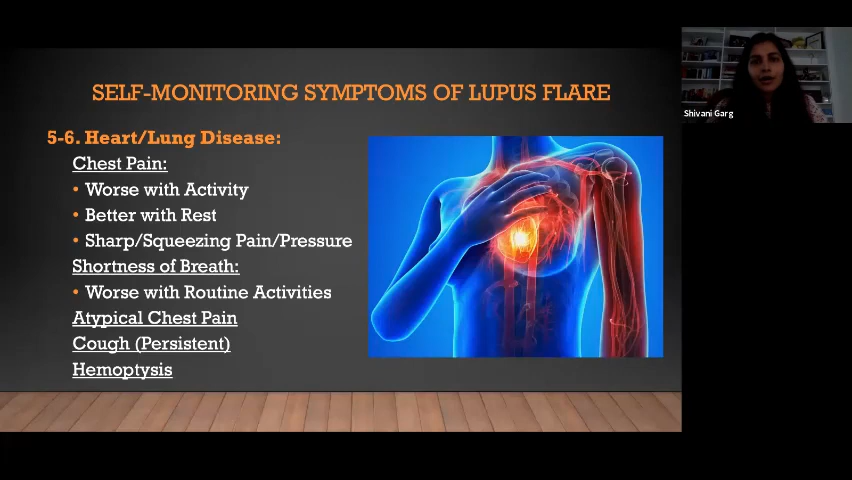 SELF-MONITORING SYMPTOMS OF LUPUS FLARE
5-6. Heart/Lung Disease:
Chest Pain:
• Worse with Activity
• Better with Rest
• Sharp/Squeezing Pain/Pressure
Shortness of Breath:
• Worse with Routine Activities
Atypical Chest Pain
Cough (Persistent)
Hemoptysis
Shivani Garg